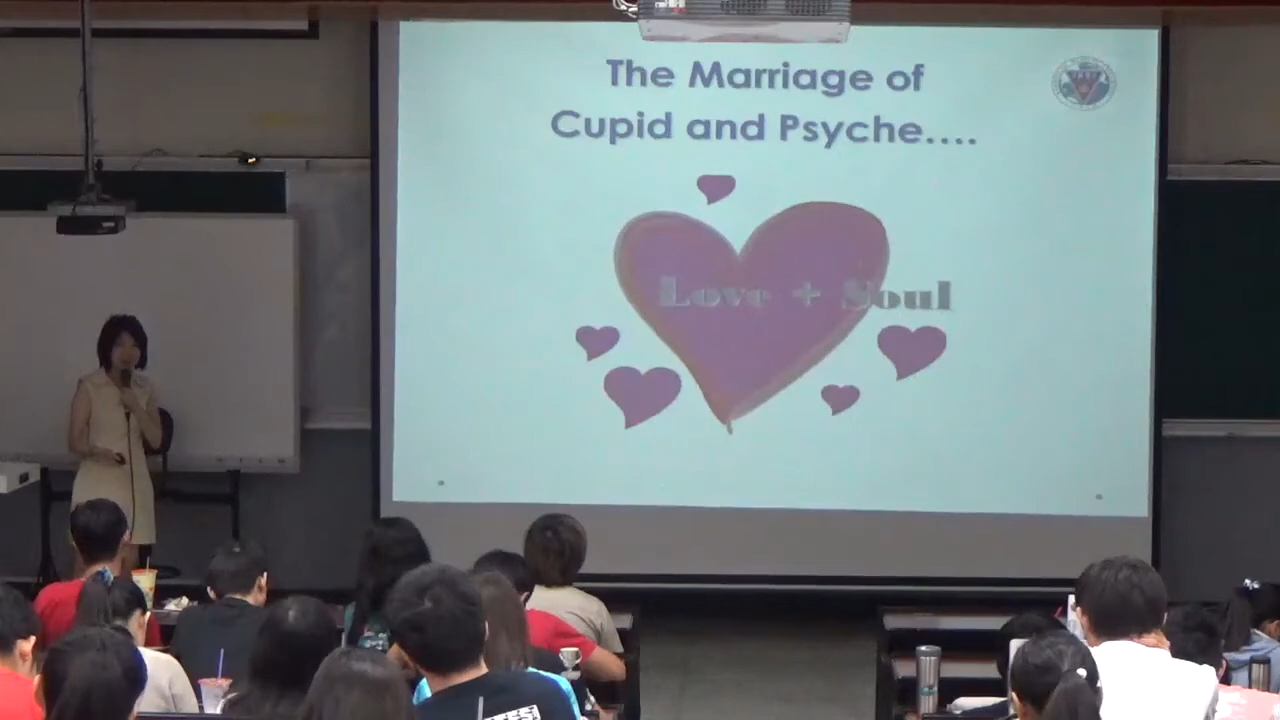 The Marriage of
Cupid and Psyche....
Love + Soul